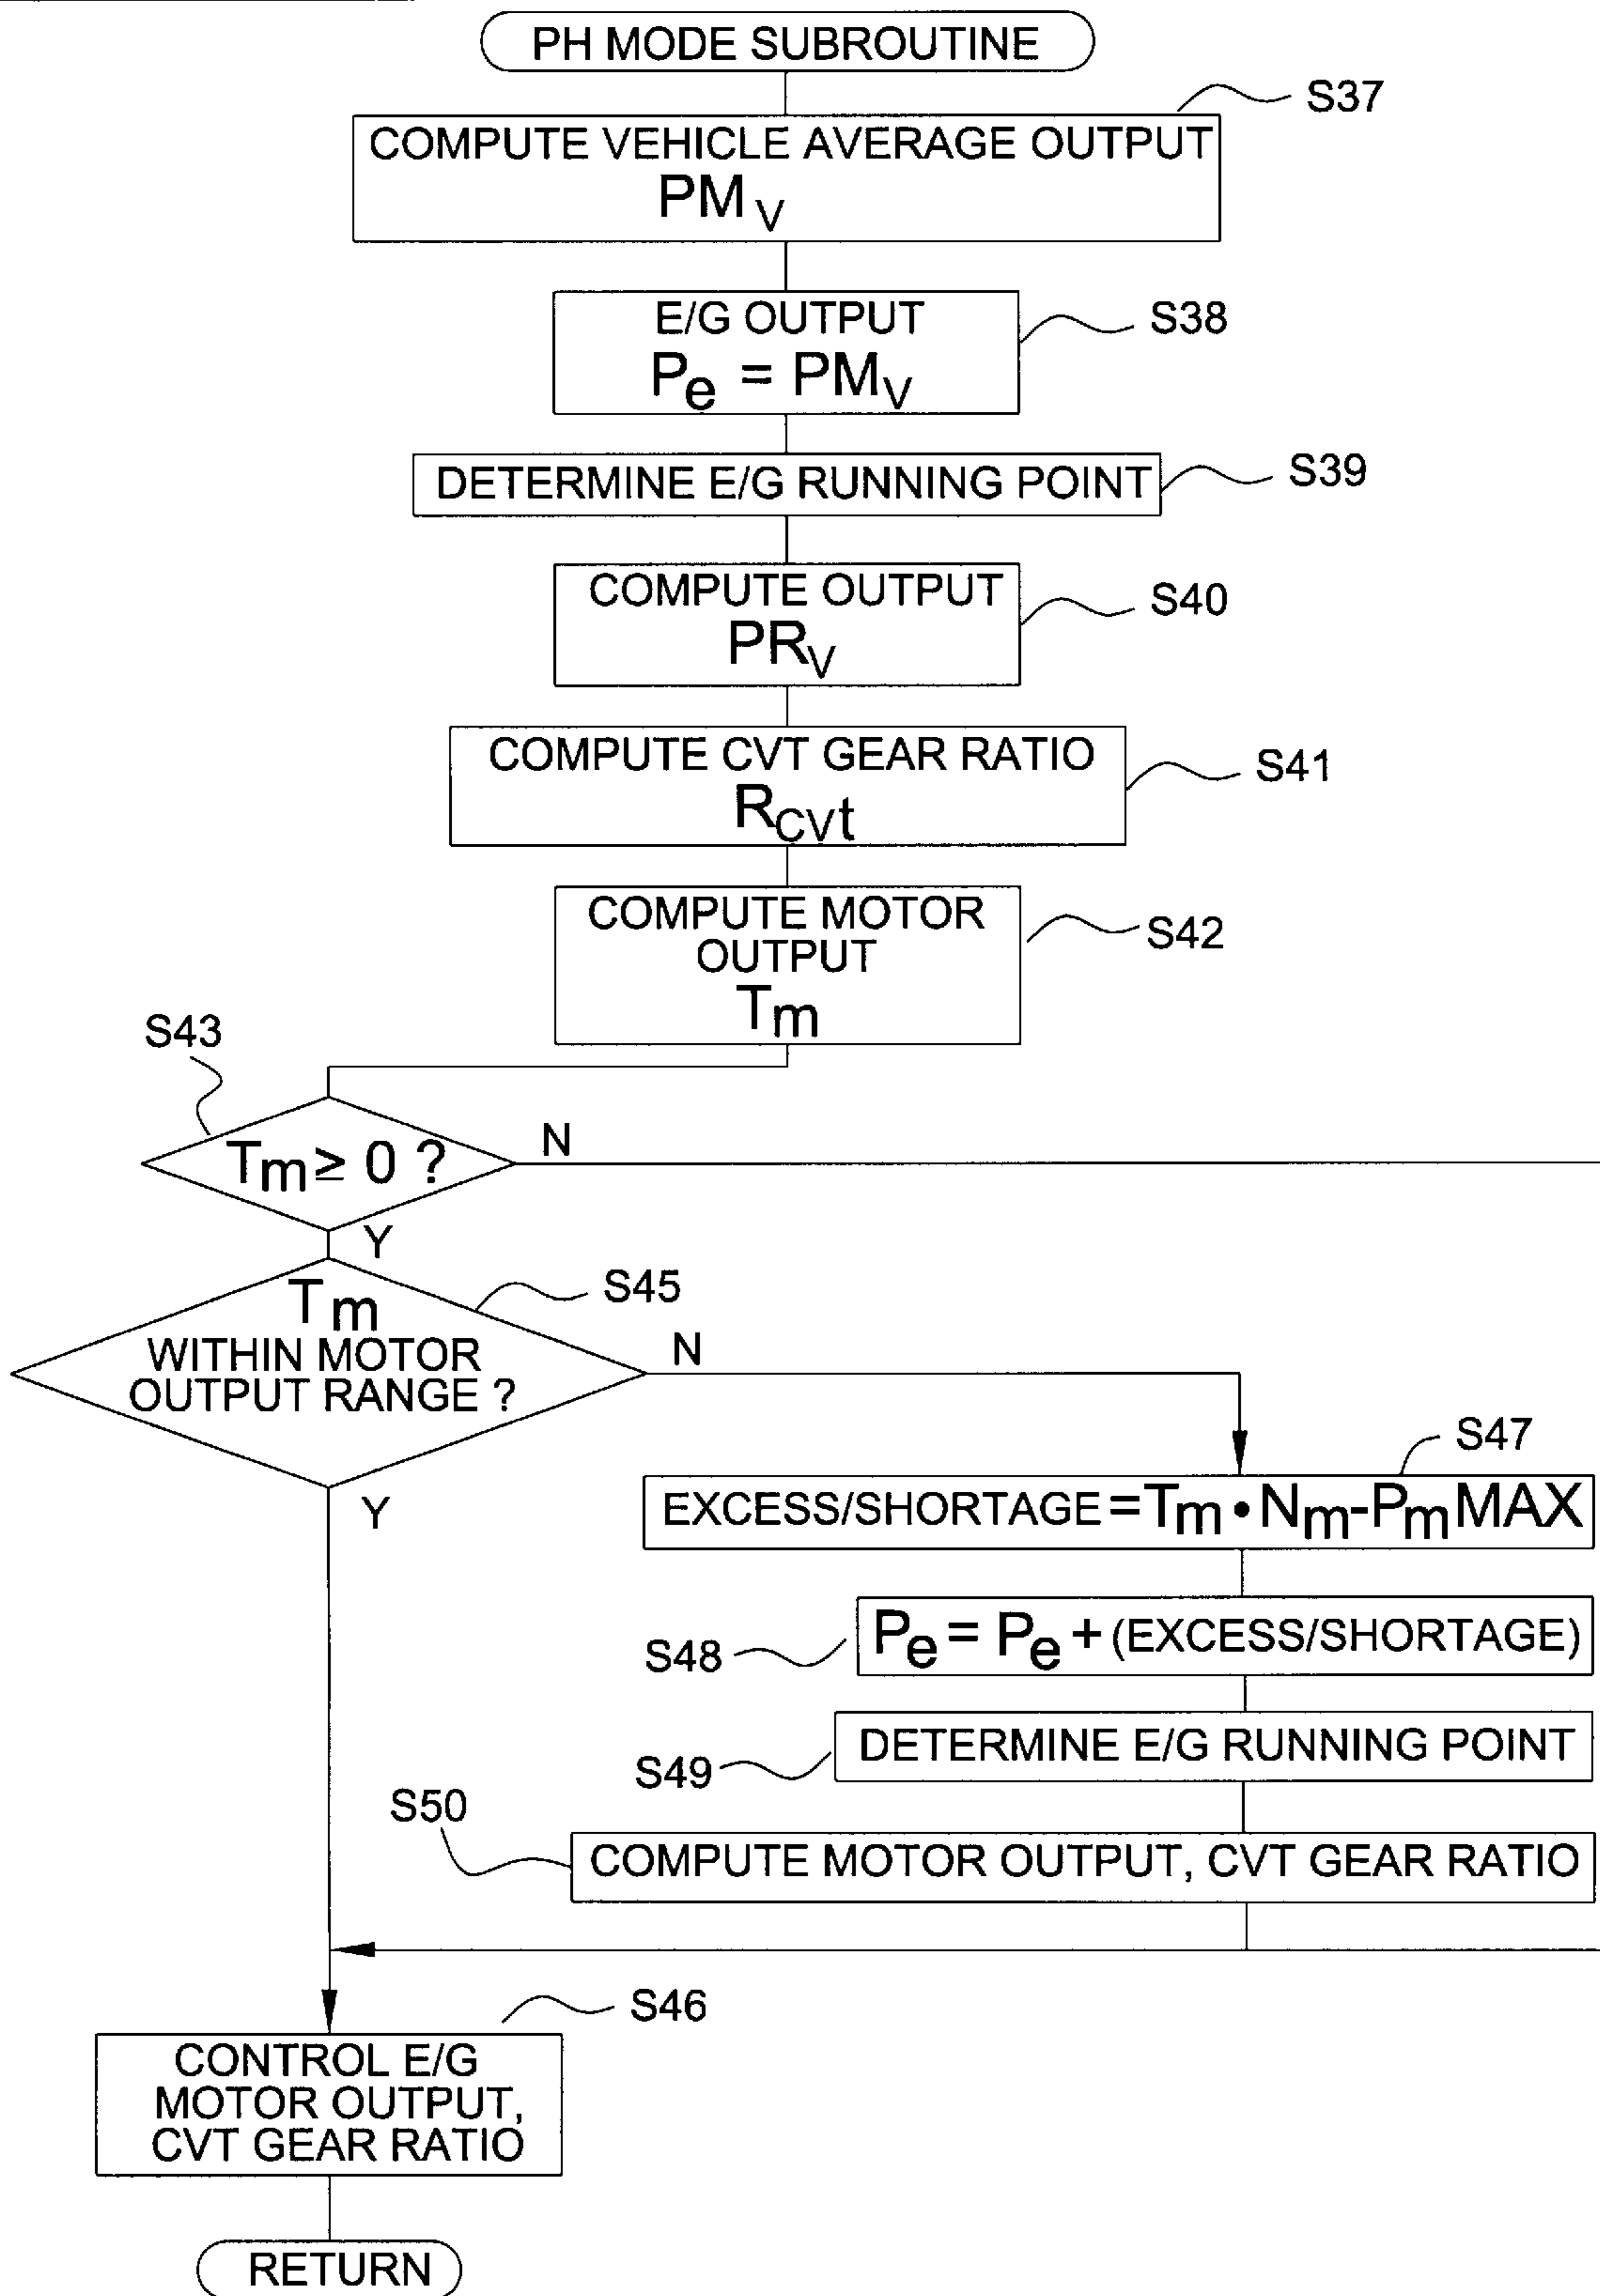 PH MODE SUBROUTINE
S37
COMPUTE VEHICLE AVERAGE OUTPUT
PMV
E/G OUTPUT
Pe = PMV
S38
DETERMINE E/G RUNNING POINT
S39
COMPUTE OUTPUT
PRV
S40
COMPUTE CVT GEAR RATIO
RCVt
S41
COMPUTE MOTOR
OUTPUT
Tm
S42
S43
Tm ≥ 0 ?
N
Y
Tm
WITHIN MOTOR
OUTPUT RANGE ?
S45
N
Y
S47
EXCESS/SHORTAGE=Tm•Nm-PmMAX
S48
Pe = Pe + (EXCESS/SHORTAGE)
S49
DETERMINE E/G RUNNING POINT
S50
COMPUTE MOTOR OUTPUT, CVT GEAR RATIO
S46
CONTROL E/G
MOTOR OUTPUT,
CVT GEAR RATIO
RETURN